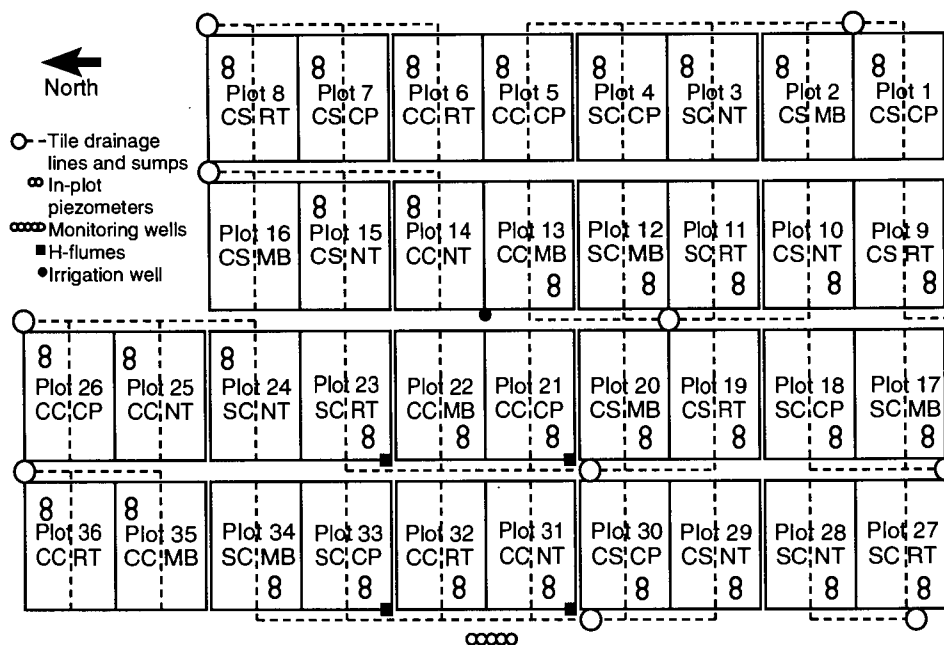 North
Tile drainage
lines and sumps
In-plot
piezometers
Monitoring wells
H-flumes
Irrigation well
Plot 8
CS RT
Plot 7
CS CP
Plot 6
CC RT
Plot 5
CC CP
Plot 4
SC CP
Plot 3
SC NT
Plot 2
CS MB
Plot 1
CS CP
Plot 16
CS MB
Plot 15
CS NT
Plot 14
CC NT
Plot 13
CC MB
Plot 12
SC MB
Plot 11
SC RT
Plot 10
CS NT
Plot 9
CS RT
Plot 26
CC CP
Plot 25
CC NT
Plot 24
SC NT
Plot 23
SC RT
Plot 22
CC MB
Plot 21
CC CP
Plot 20
CS MB
Plot 19
CS RT
Plot 18
SC CP
Plot 17
SC MB
Plot 36
CC RT
Plot 35
CC MB
Plot 34
SC MB
Plot 33
SC CP
Plot 32
CC RT
Plot 31
CC NT
Plot 30
CS CP
Plot 29
CS NT
Plot 28
SC NT
Plot 27
SC RT